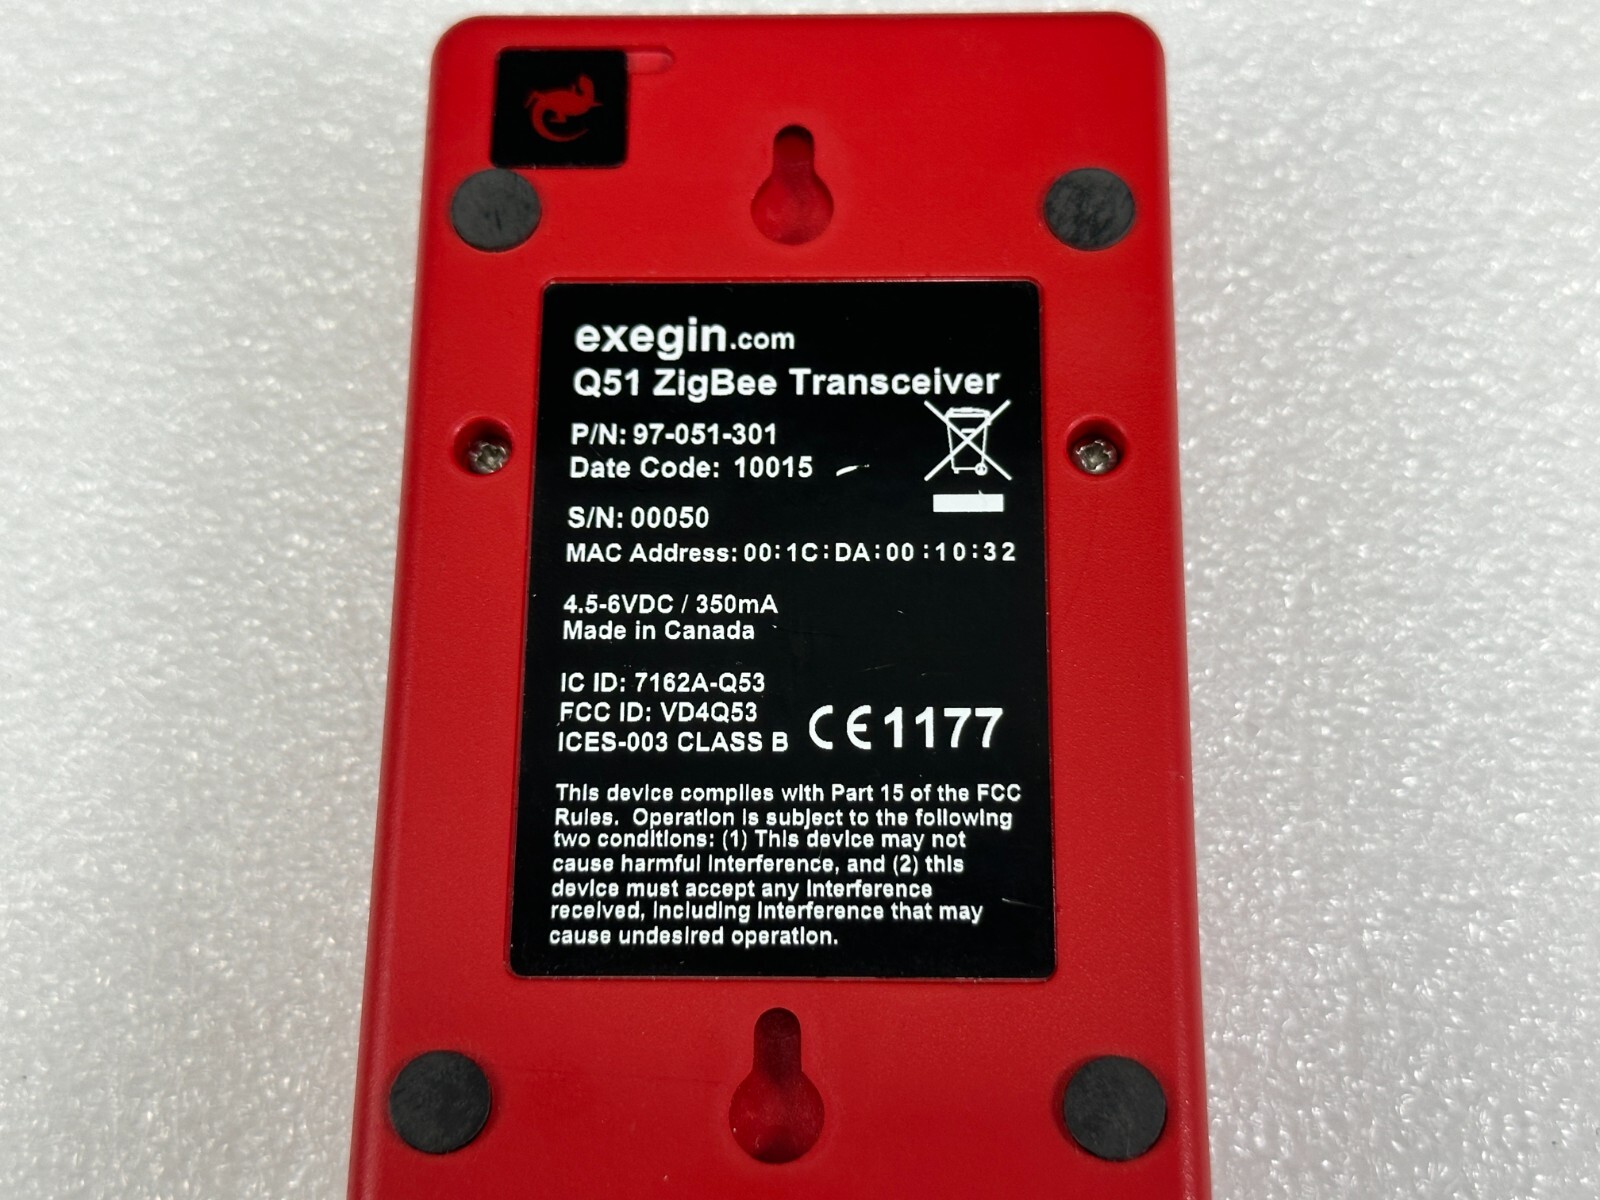 exegin.com
Q51 ZigBee Transceiver
P/N: 97-051-301
Date Code: 10015
S/N: 00050
MAC Address: 00:1C:DA:00:10:32
4.5-6VDC / 350mA
Made in Canada
IC ID: 7162A-Q53
FCC ID: VD4Q53
ICES-003 CLASS B CE1177
This device complies with Part 15 of the FCC
Rules. Operation is subject to the following
two conditions: (1) This device may not
cause harmful interference, and (2) this
device must accept any interference
received, including interference that may
cause undesired operation.